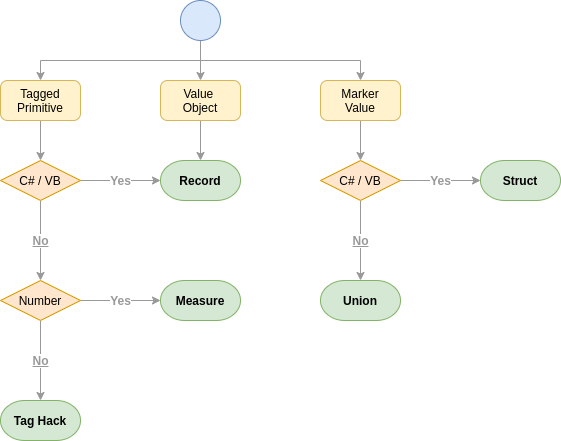 Tagged
Primitive
Value
Object
Marker
Value
C# / VB
Yes
Record
C# / VB
Yes
Struct
No
No
Number
Yes
Measure
Union
No
Tag Hack